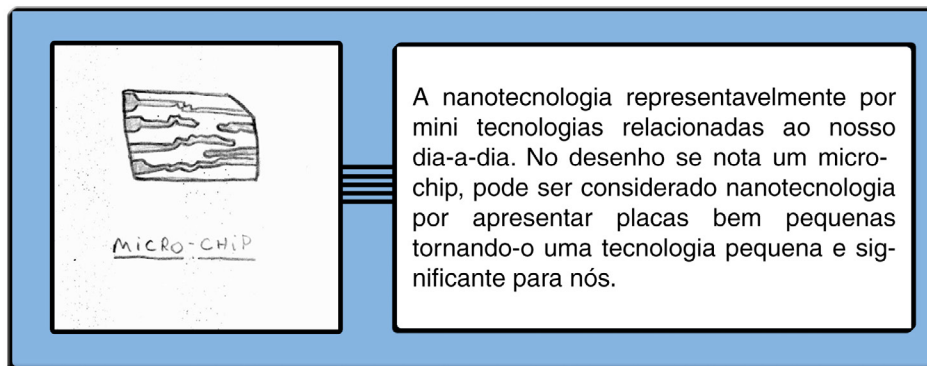 MICRO-CHIP
A nanotecnologia representavelmente por
mini tecnologias relacionadas ao nosso
dia-a-dia. No desenho se nota um micro-
chip, pode ser considerado nanotecnologia
por apresentar placas bem pequenas
tornando-o uma tecnologia pequena e sig-
nificante para nós.